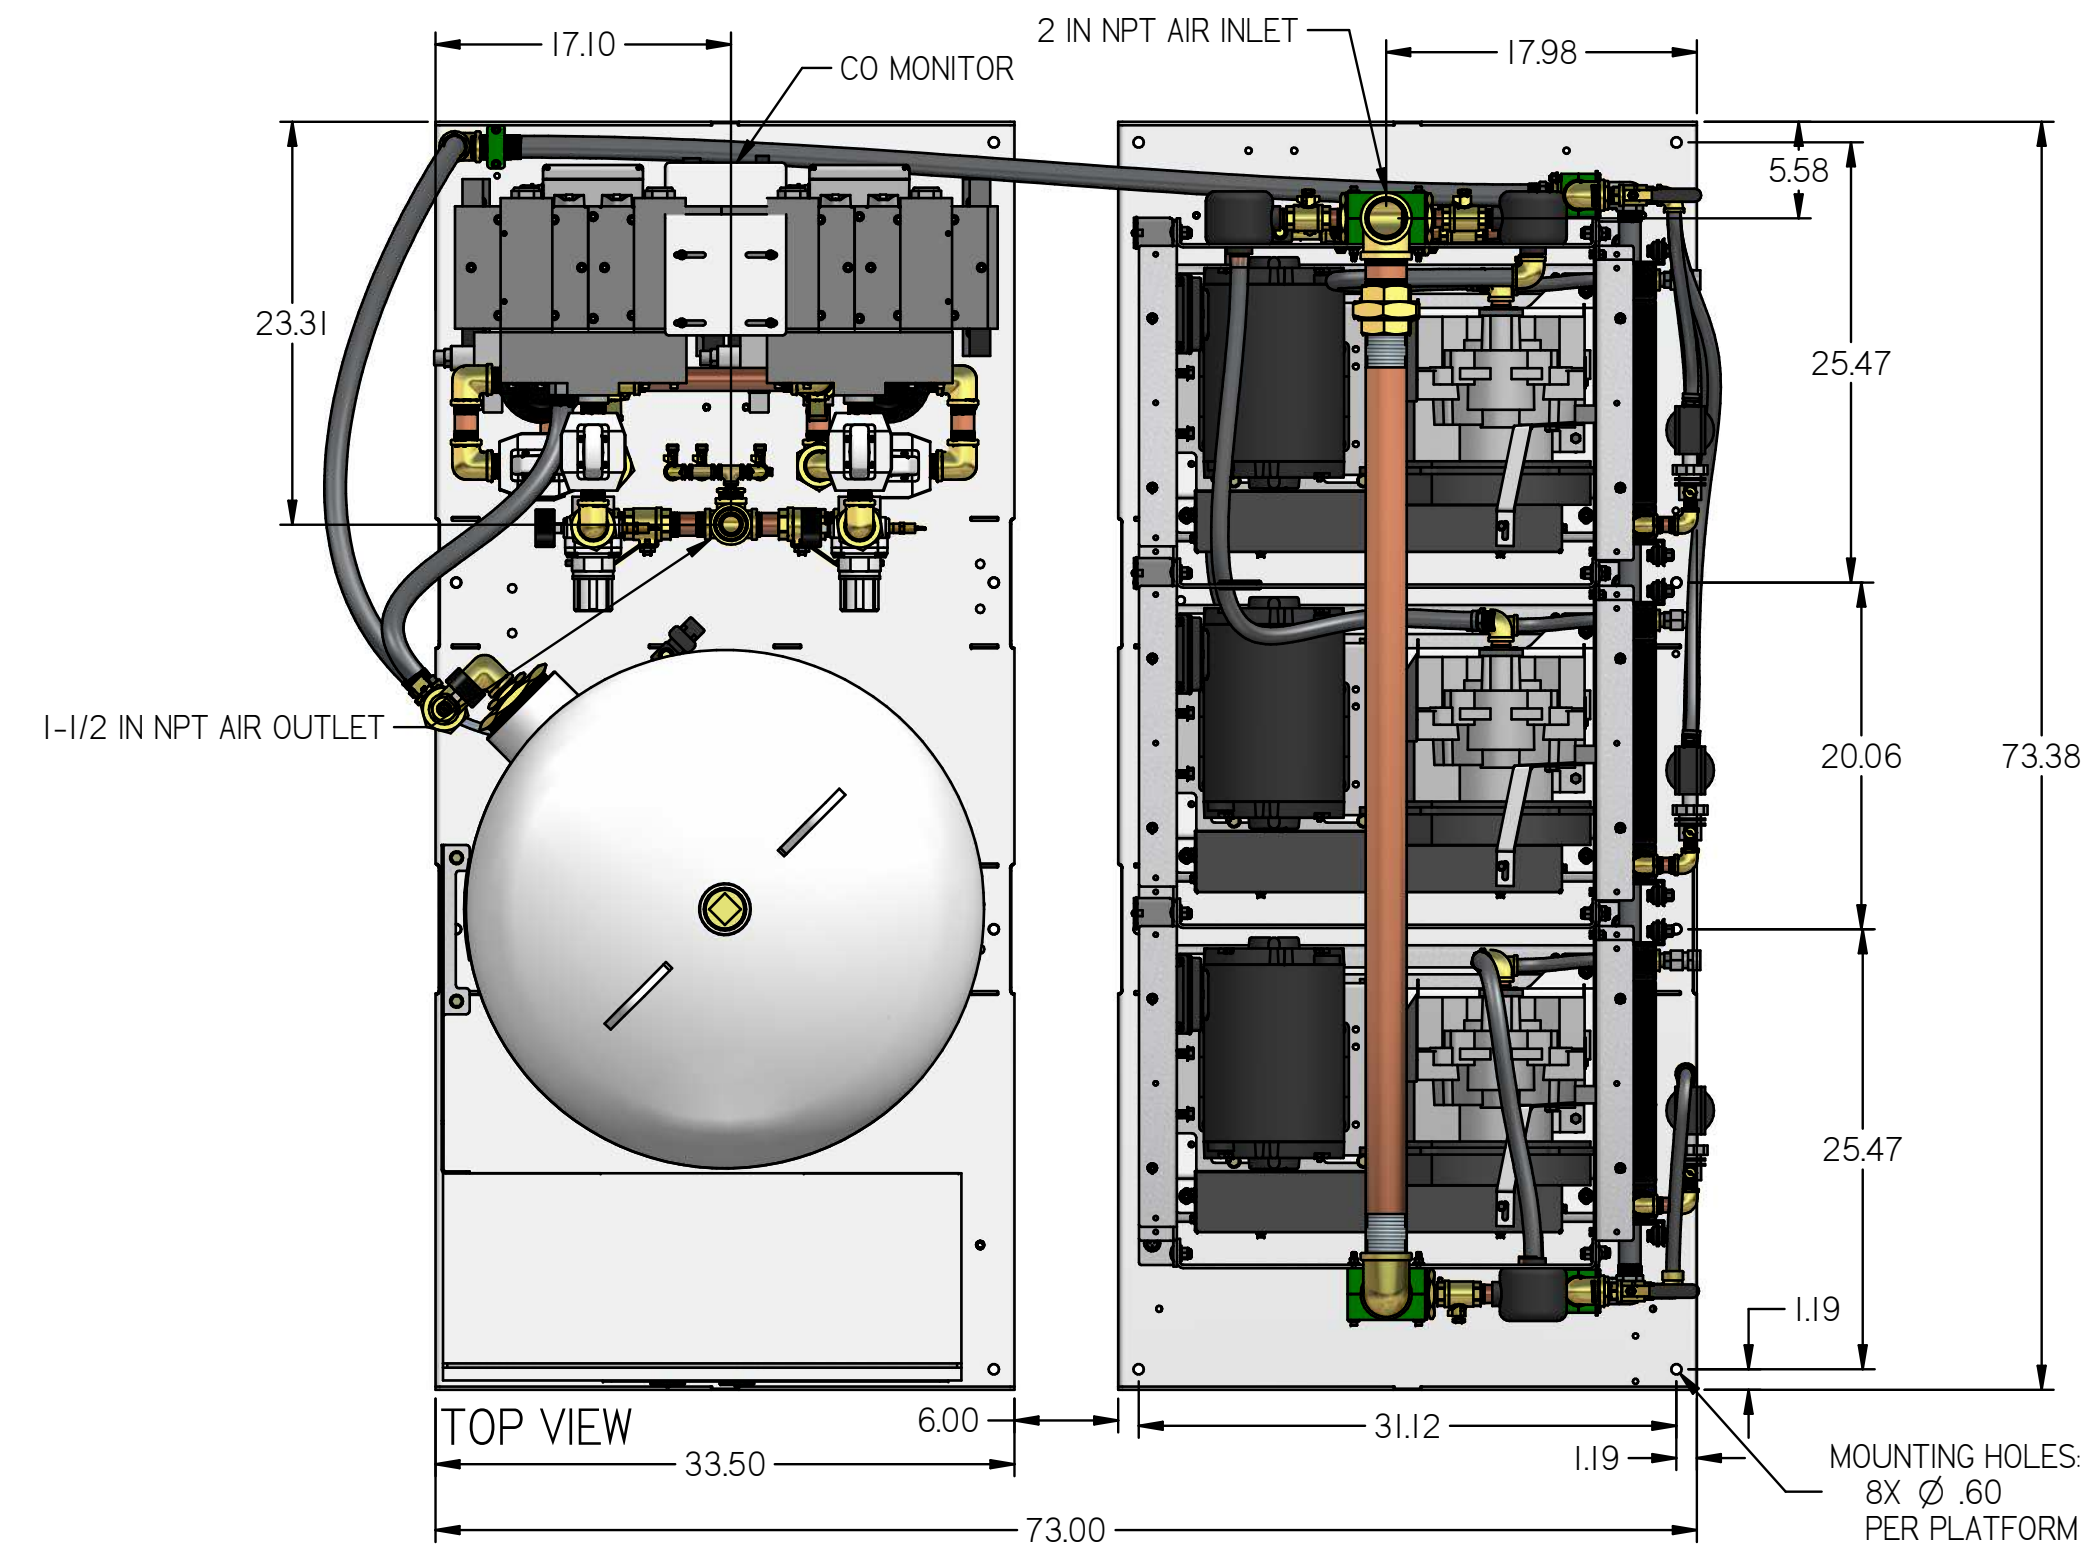 2 IN NPT AIR INLET
17.10
17.98
CO MONITOR
5.58
23.31
25.47
1-1/2 IN NPT AIR OUTLET
20.06
73.38
25.47
1.19
TOP VIEW
6.00
31.12
33.50
1.19
MOUNTING HOLES:
8X Ø .60
PER PLATFORM
73.00